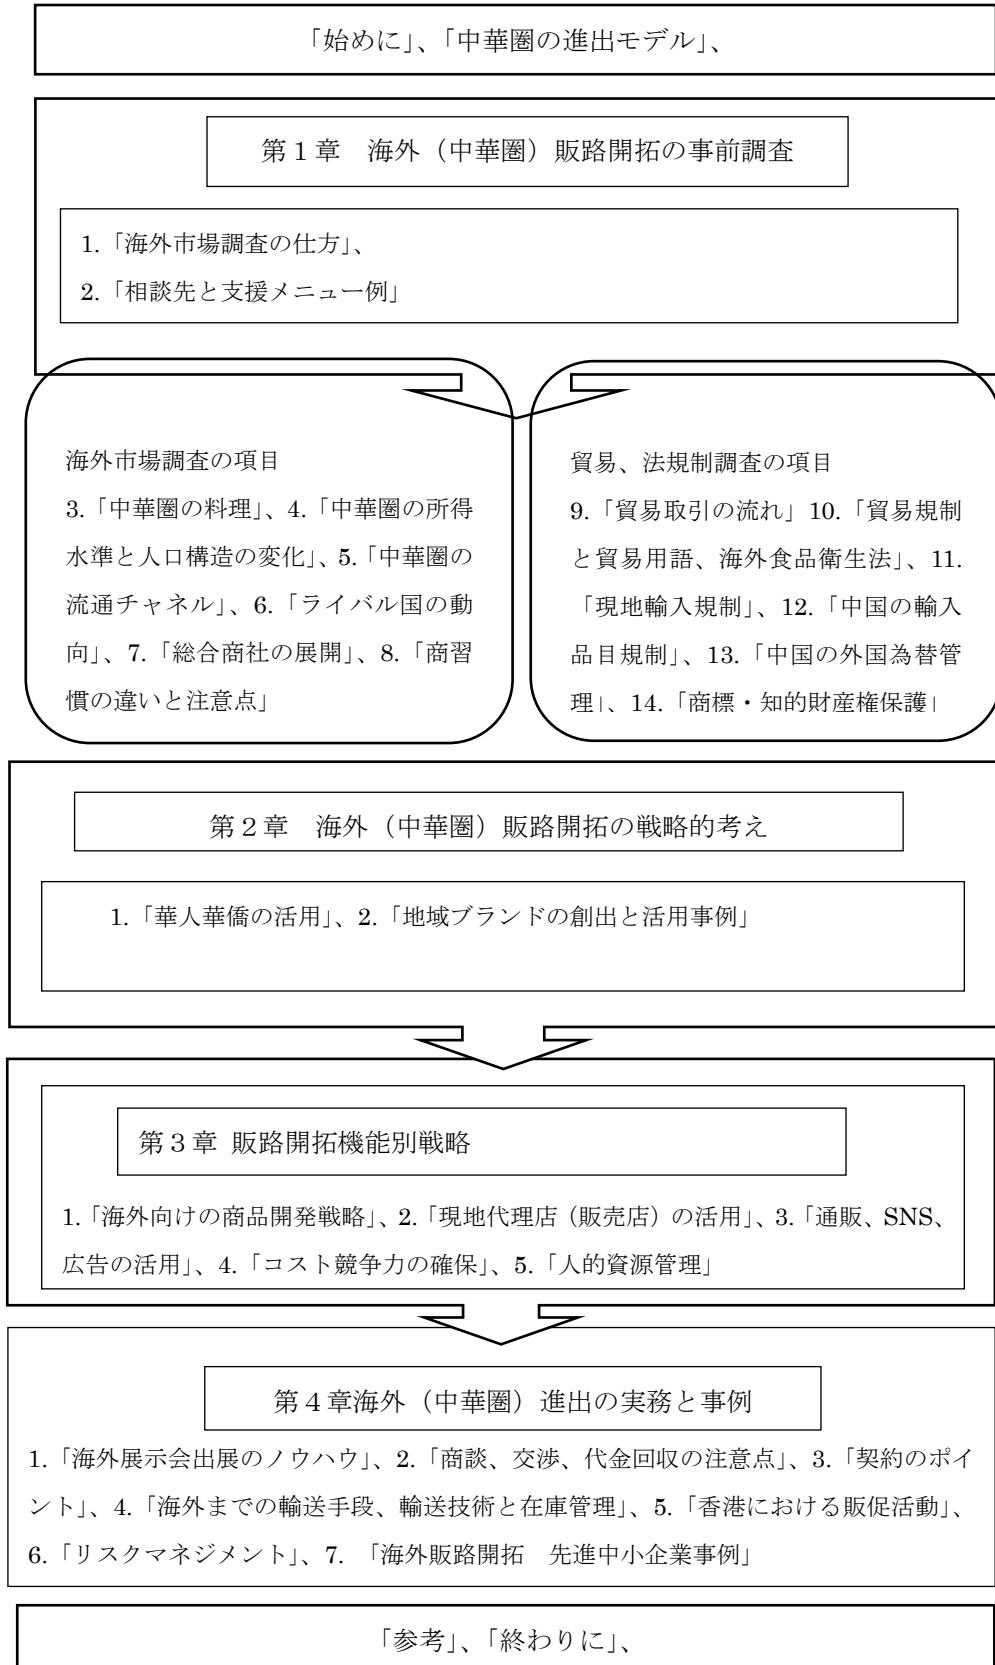 「始めに」、「中華圏の進出モデル」、
第1章　海外（中華圏）販路開拓の事前調査
1.「海外市場調査の仕方」、
2.「相談先と支援メニュー例」
海外市場調査の項目
3.「中華圏の料理」、4.「中華圏の所得
水準と人口構造の変化」、5.「中華圏の
流通チャネル」、6.「ライバル国の動
向」、7.「総合商社の展開」、8.「商習
慣の違いと注意点」
貿易、法規制調査の項目
9.「貿易取引の流れ」10.「貿易規制
と貿易用語、海外食品衛生法」、11.
「現地輸入規制」、12.「中国の輸入
品目規制」、13.「中国の外国為替管
理」、14.「商標・知的財産権保護」
第2章　海外（中華圏）販路開拓の戦略的考え
1.「華人華僑の活用」、2.「地域ブランドの創出と活用事例」
第3章 販路開拓機能別戦略
1.「海外向けの商品開発戦略」、2.「現地代理店（販売店）の活用」、3.「通販、SNS、
広告の活用」、4.「コスト競争力の確保」、5.「人的資源管理」
第4章海外（中華圏）進出の実務と事例
1.「海外展示会出展のノウハウ」、2.「商談、交渉、代金回収の注意点」、3.「契約のポイ
ント」、4.「海外までの輸送手段、輸送技術と在庫管理」、5.「香港における販促活動」、
6.「リスクマネジメント」、7. 「海外販路開拓　先進中小企業事例」
「参考」、「終わりに」、